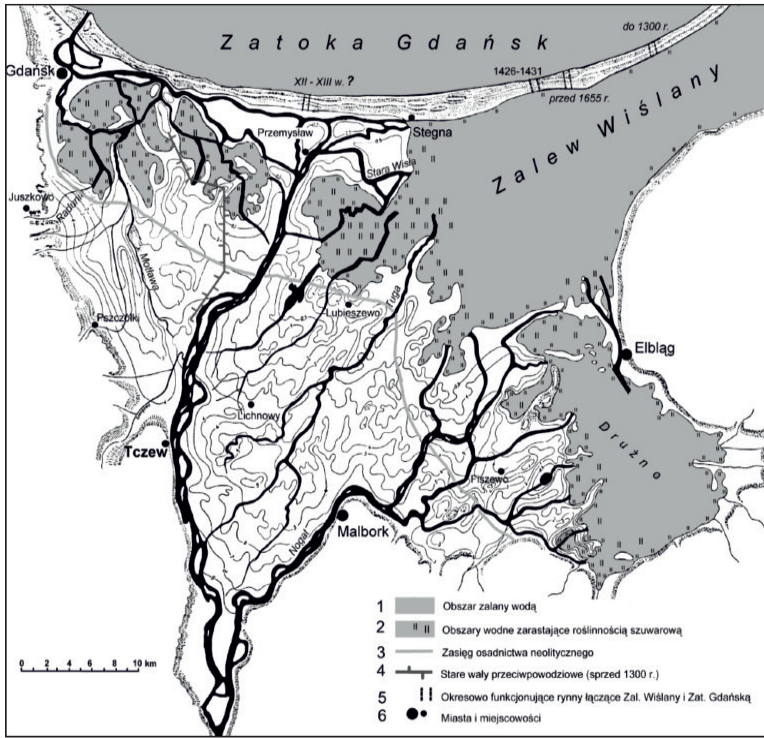 Zatoka Gdańsk
do 1300 r.
Gdańsk
XII - XIII w. ?
1426-1431
przed 1655 r.
Zalew Wiślany
Przemysław
Stegna
Stara Wisła
Juszkowo
Radunia
Motława
Pszczółki
Lubieszewo
Tuga
Elbląg
Lichnowy
Drużno
Tczew
Fiszewo
Nogat
Malbork
1 Obszar zalany wodą
2 Obszary wodne zarastające roślinnością szuwarową
3 Zasięg osadnictwa neolitycznego
4 Stare wały przeciwpowodziowe (sprzed 1300 r.)
5 Okresowo funkcjonujące rynny łączące Zal. Wiślany i Zat. Gdańską
6 Miasta i miejscowości
0 2 4 6 8 10 km